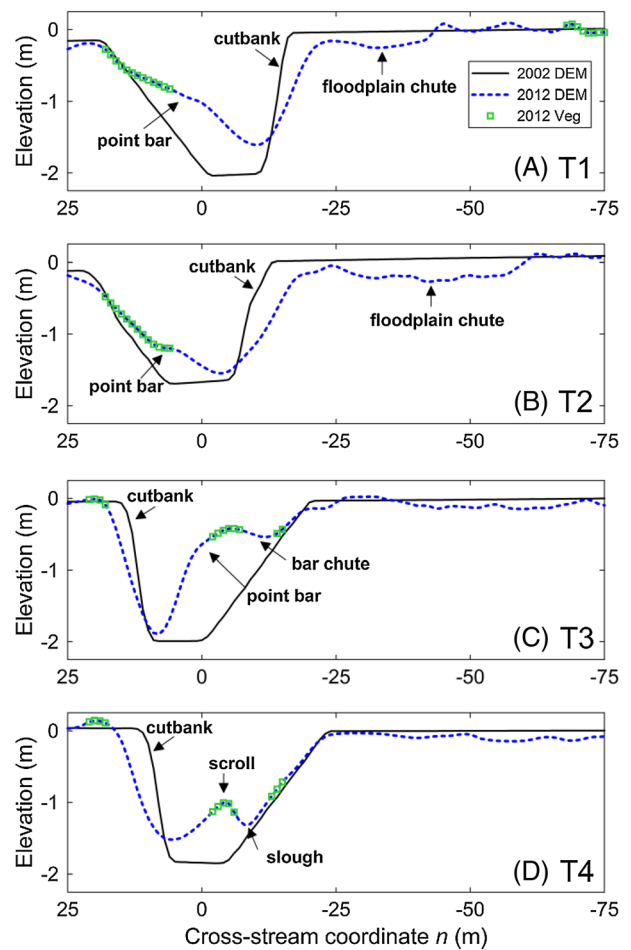 Elevation (m)
0
-1
-2
cutbank
point bar
floodplain chute
2002 DEM
2012 DEM
2012 Veg
(A) T1
25
0
-25
-50
-75
Elevation (m)
0
-1
-2
cutbank
point bar
floodplain chute
(B) T2
25
0
-25
-50
-75
Elevation (m)
0
-1
-2
cutbank
bar chute
point bar
(C) T3
25
0
-25
-50
-75
Elevation (m)
0
-1
-2
cutbank
scroll
slough
(D) T4
25
0
-25
-50
-75
Cross-stream coordinate n (m)